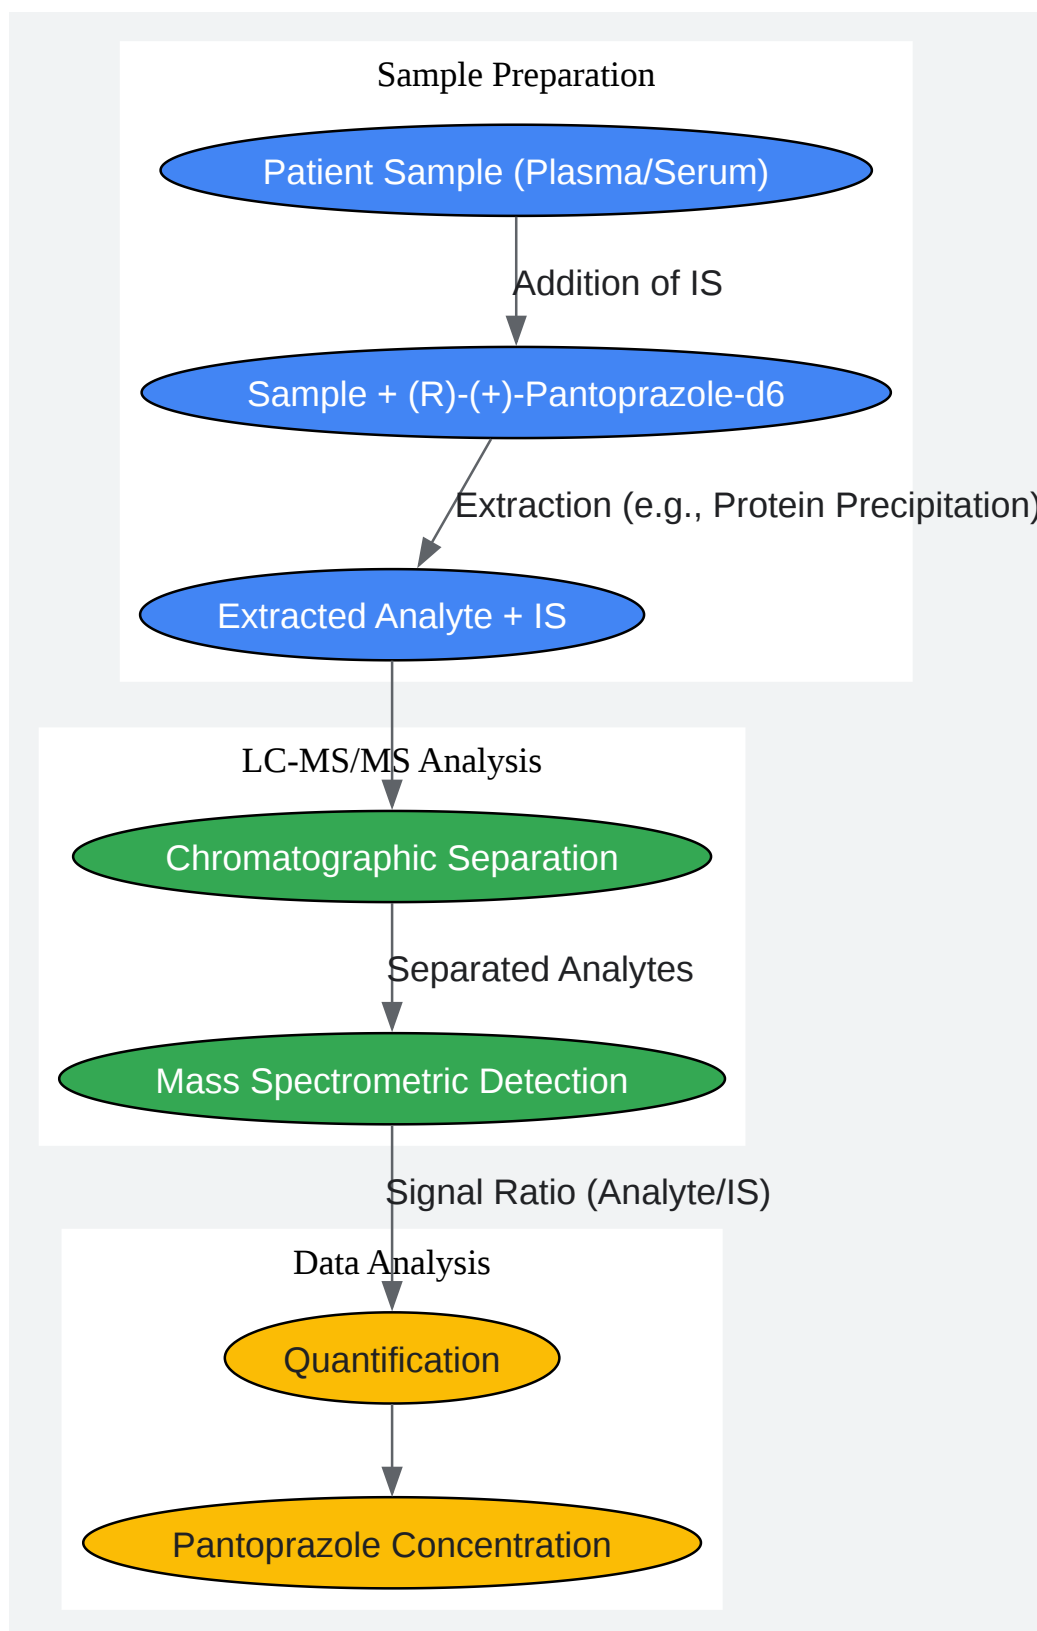 Sample Preparation
Patient Sample (Plasma/Serum)
Addition of IS
Sample + (R)-(+)-Pantoprazole-d6
Extraction (e.g., Protein Precipitation)
Extracted Analyte + IS
LC-MS/MS Analysis
Chromatographic Separation
Separated Analytes
Mass Spectrometric Detection
Signal Ratio (Analyte/IS)
Data Analysis
Quantification
Pantoprazole Concentration